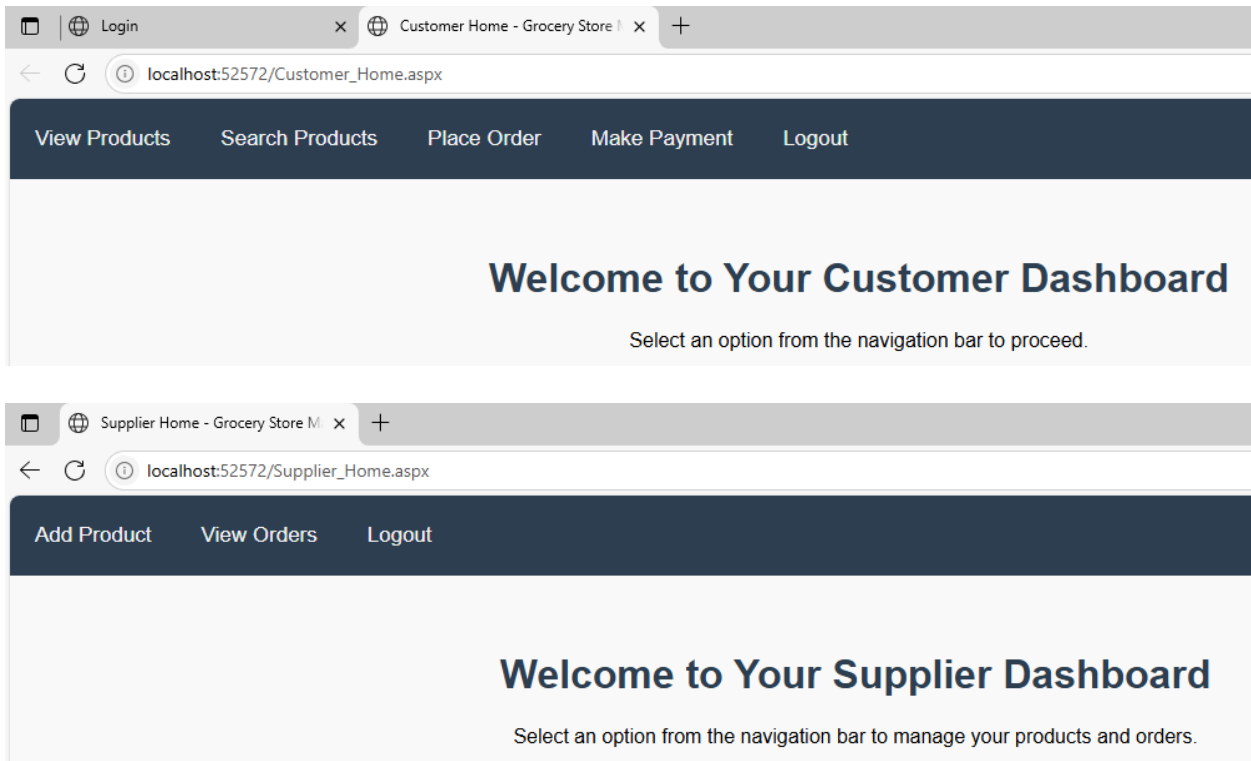 Login
Customer Home - Grocery Store M
localhost:52572/Customer_Home.aspx
View Products Search Products Place Order Make Payment Logout
Welcome to Your Customer Dashboard
Select an option from the navigation bar to proceed.
Supplier Home - Grocery Store Ma
localhost:52572/Supplier_Home.aspx
Add Product View Orders Logout
Welcome to Your Supplier Dashboard
Select an option from the navigation bar to manage your products and orders.